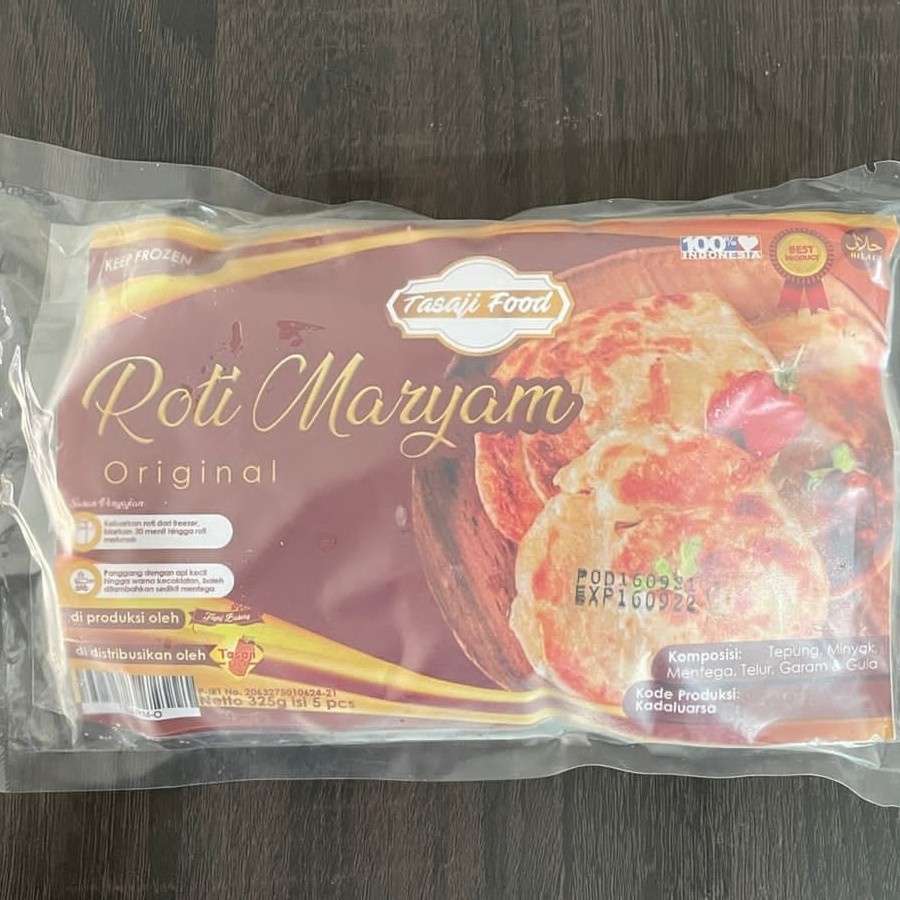 KEEP FROZEN
100%
INDONESIA
BEST
PRODUCT
حلال
HALAL
Tasaji Food
Roti Maryam
Original
Saran Penyajian
Keluarkan roti dari freezer,
biarkan 30 menit hingga roti
melunak
Panggang dengan api kecil
hingga warna kecoklatan, boleh
ditambahkan sedikit mentega
POD160921
EXP160922
di produksi oleh
di distribusikan oleh Tasaji
Komposisi: Tepung, Minyak,
Mentega, Telur, Garam & Gula
Kode Produksi:
Kadaluarsa
P-IRT No. 2063275010624-21
Netto 325g Isi 5 pcs